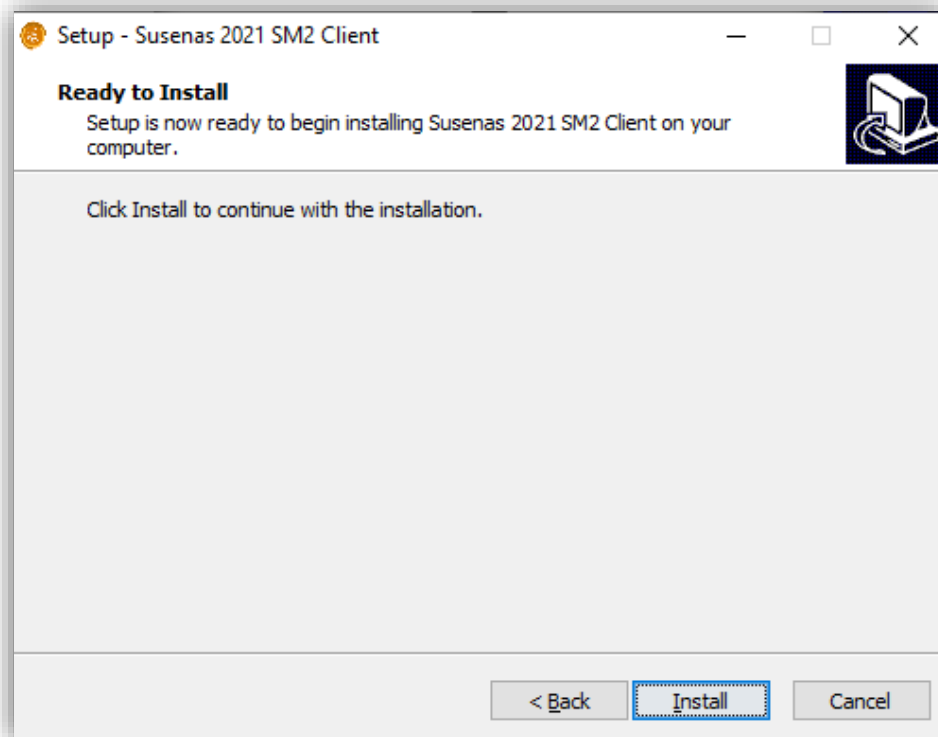 Setup - Susenas 2021 SM2 Client
Ready to Install
Setup is now ready to begin installing Susenas 2021 SM2 Client on your
computer.
Click Install to continue with the installation.
< Back
Install
Cancel